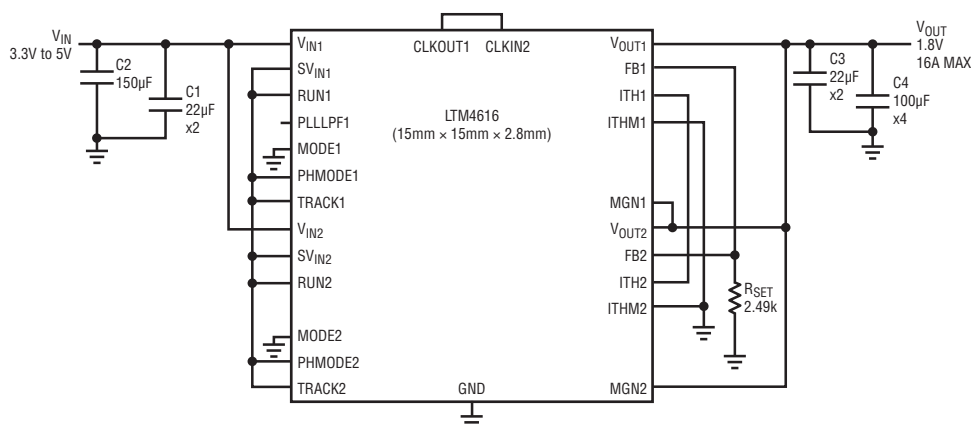 VIN
3.3V to 5V
C2
150µF
C1
22µF
x2
CLKOUT1 CLKIN2
LTM4616
(15mm × 15mm × 2.8mm)
VIN1
SVIN1
RUN1
PLLLPF1
MODE1
PHMODE1
TRACK1
VIN2
SVIN2
RUN2
MODE2
PHMODE2
TRACK2
GND
VOUT1
FB1
ITH1
ITHM1
MGN1
VOUT2
FB2
ITH2
ITHM2
MGN2
RSET
2.49k
C3
22µF
x2
C4
100µF
x4
VOUT
1.8V
16A MAX